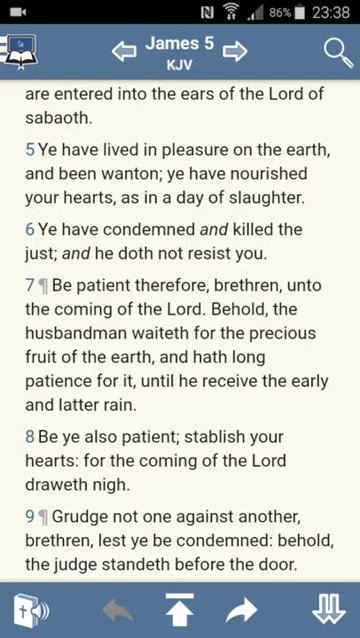 86% 23:38
James 5
KJV
are entered into the ears of the Lord of
sabaoth.
5 Ye have lived in pleasure on the earth,
and been wanton; ye have nourished
your hearts, as in a day of slaughter.
6 Ye have condemned and killed the
just; and he doth not resist you.
7 ¶ Be patient therefore, brethren, unto
the coming of the Lord. Behold, the
husbandman waiteth for the precious
fruit of the earth, and hath long
patience for it, until he receive the early
and latter rain.
8 Be ye also patient; stablish your
hearts: for the coming of the Lord
draweth nigh.
9 ¶ Grudge not one against another,
brethren, lest ye be condemned: behold,
the judge standeth before the door.